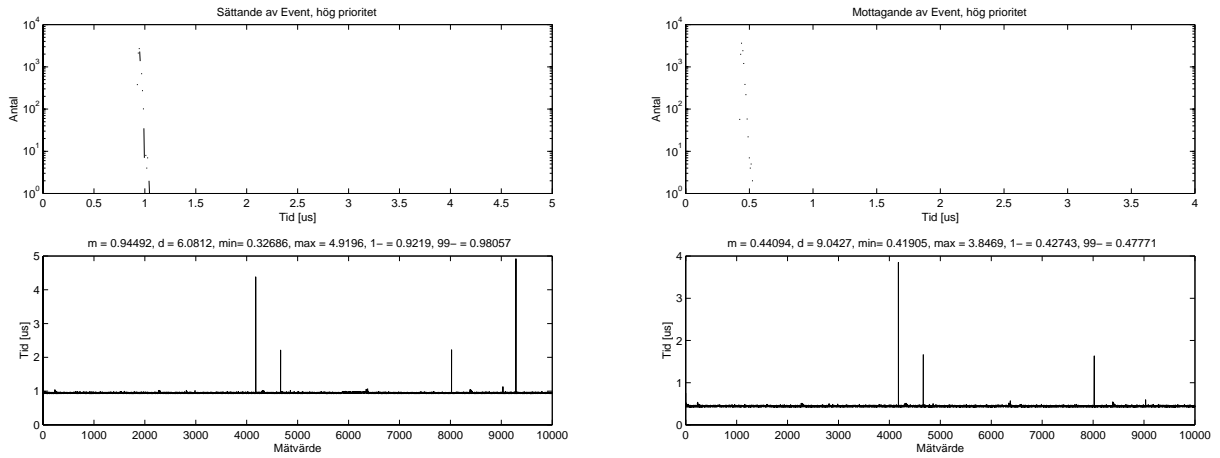 Sättande av Event, hög prioritet
10^4
10^3
10^2
10^1
10^0
Antal
0 0.5 1 1.5 2 2.5 3 3.5 4 4.5 5
Tid [us]
m = 0.94492, d = 6.0812, min= 0.32686, max = 4.9196, 1− = 0.9219, 99− = 0.98057
5
4
3
2
1
0
Tid [us]
0 1000 2000 3000 4000 5000 6000 7000 8000 9000 10000
Mätvärde
Mottagande av Event, hög prioritet
10^4
10^3
10^2
10^1
10^0
Antal
0 0.5 1 1.5 2 2.5 3 3.5 4
Tid [us]
m = 0.44094, d = 9.0427, min= 0.41905, max = 3.8469, 1− = 0.42743, 99− = 0.47771
4
3
2
1
0
Tid [us]
0 1000 2000 3000 4000 5000 6000 7000 8000 9000 10000
Mätvärde